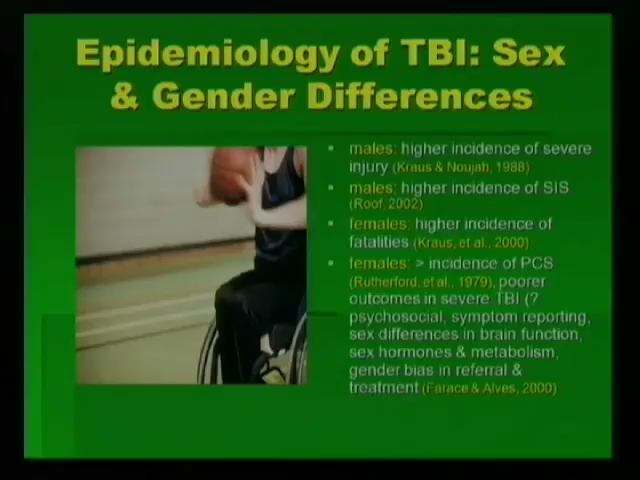 Epidemiology of TBI: Sex
& Gender Differences
males: higher incidence of severe
injury (Kraus & Noujah, 1988)
males: higher incidence of SIS
(Roof, 2002)
females: higher incidence of
fatalities (Kraus, et al., 2000)
females: > incidence of PCS
(Rutherford, et al., 1979), poorer
outcomes in severe TBI (?
psychosocial, symptom reporting,
sex differences in brain function,
sex hormones & metabolism,
gender bias in referral &
treatment (Farace & Alves, 2000)